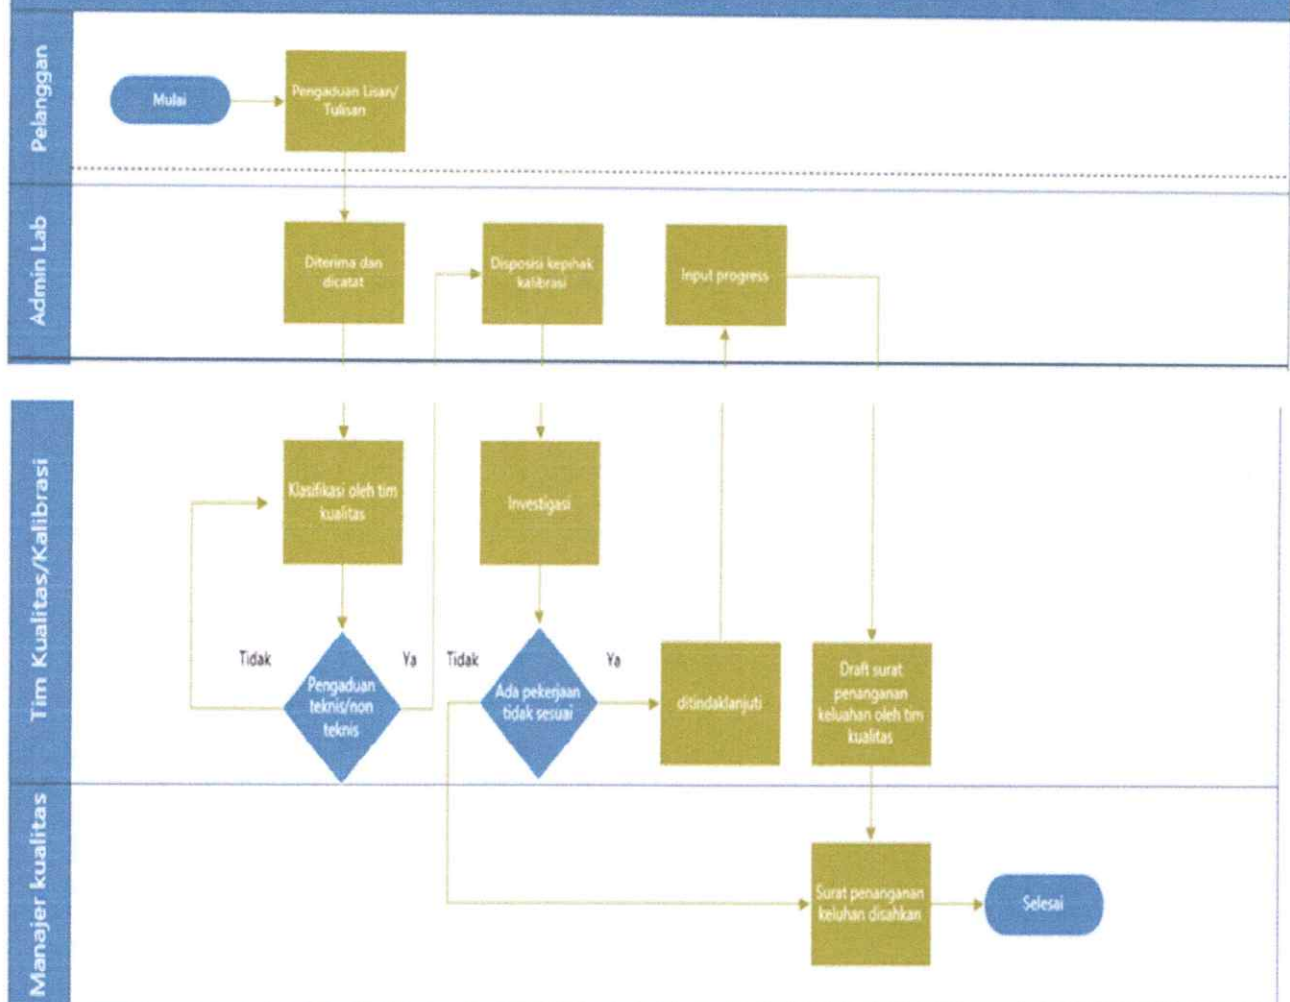 Pelanggan
Mulai
Pengaduan Lisan/
Tulisan
Admin Lab
Diterima dan
dicatat
Disposisi kepihak
kalibrasi
Input progress
Tim Kualitas/Kalibrasi
Klasifikasi oleh tim
kualitas
Investigasi
Tidak
Ya
Tidak
Ya
Pengaduan
teknis/non
teknis
Ada pekerjaan
tidak sesuai
ditindaklanjuti
Draft surat
penanganan
keluahan oleh tim
kualitas
Manajer kualitas
Surat penanganan
keluhan disahkan
Selesai